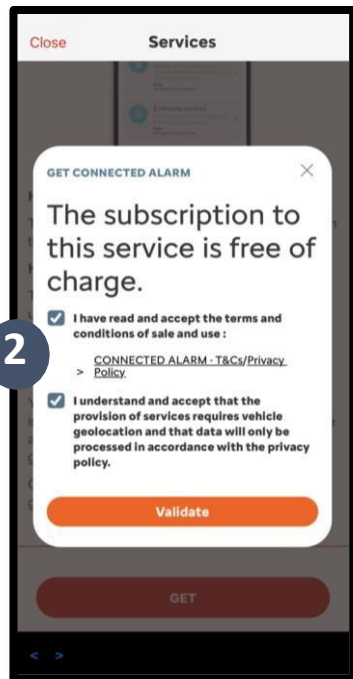 Close
Services
GET CONNECTED ALARM
The subscription to
this service is free of
charge.
I have read and accept the terms and
conditions of sale and use :
> CONNECTED ALARM - T&Cs/Privacy
Policy
2
I understand and accept that the
provision of services requires vehicle
geolocation and that data will only be
processed in accordance with the privacy
policy.
Validate
GET
< >